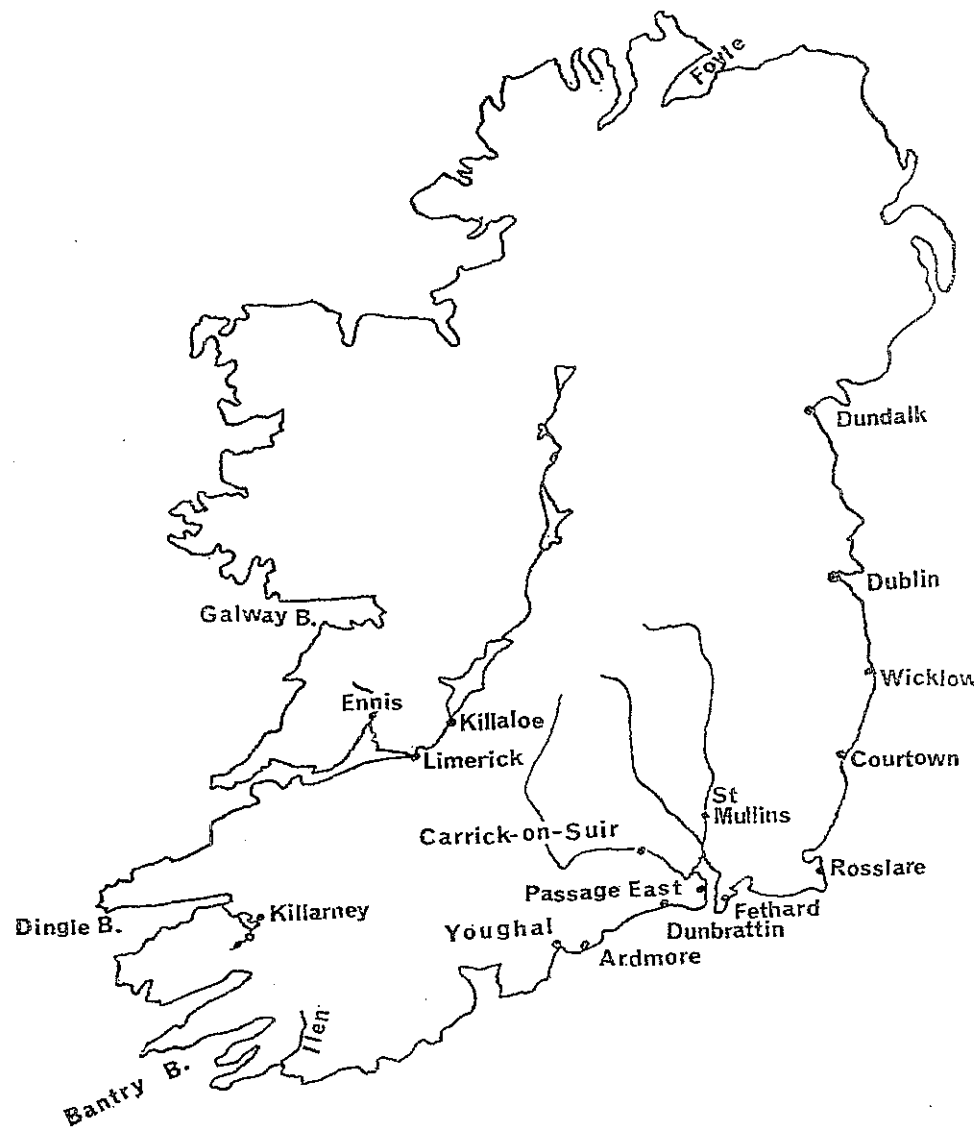 Foyle
Dundalk
Dublin
Galway B.
Wicklow
Ennis
Killaloe
Limerick
Courtown
St
Mullins
Carrick-on-Suir
Rosslare
Passage East
Fethard
Killarney
Dingle B.
Dunbrattin
Youghal
Ardmore
Ilen
Bantry B.